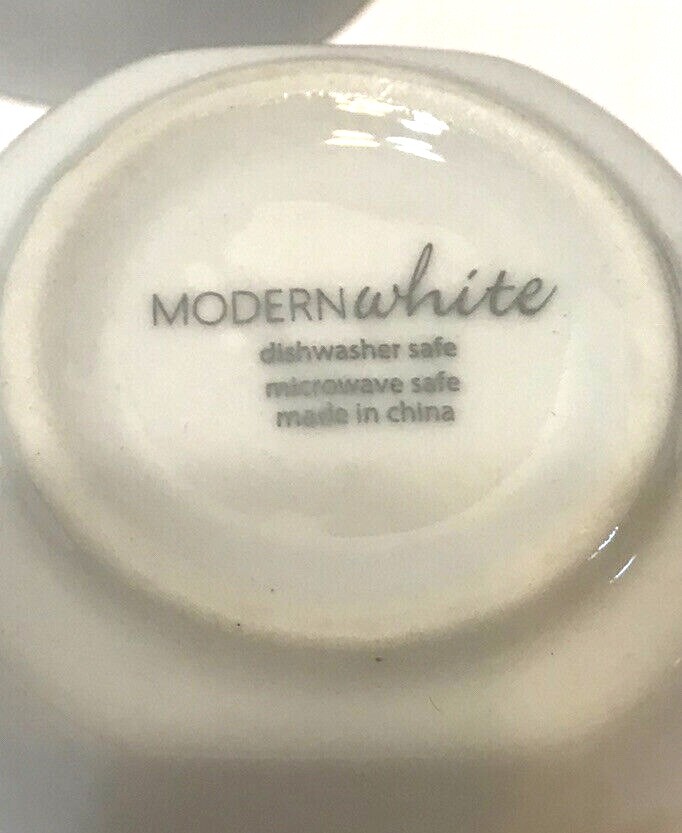 MODERNwhite
dishwasher safe
microwave safe
made in china